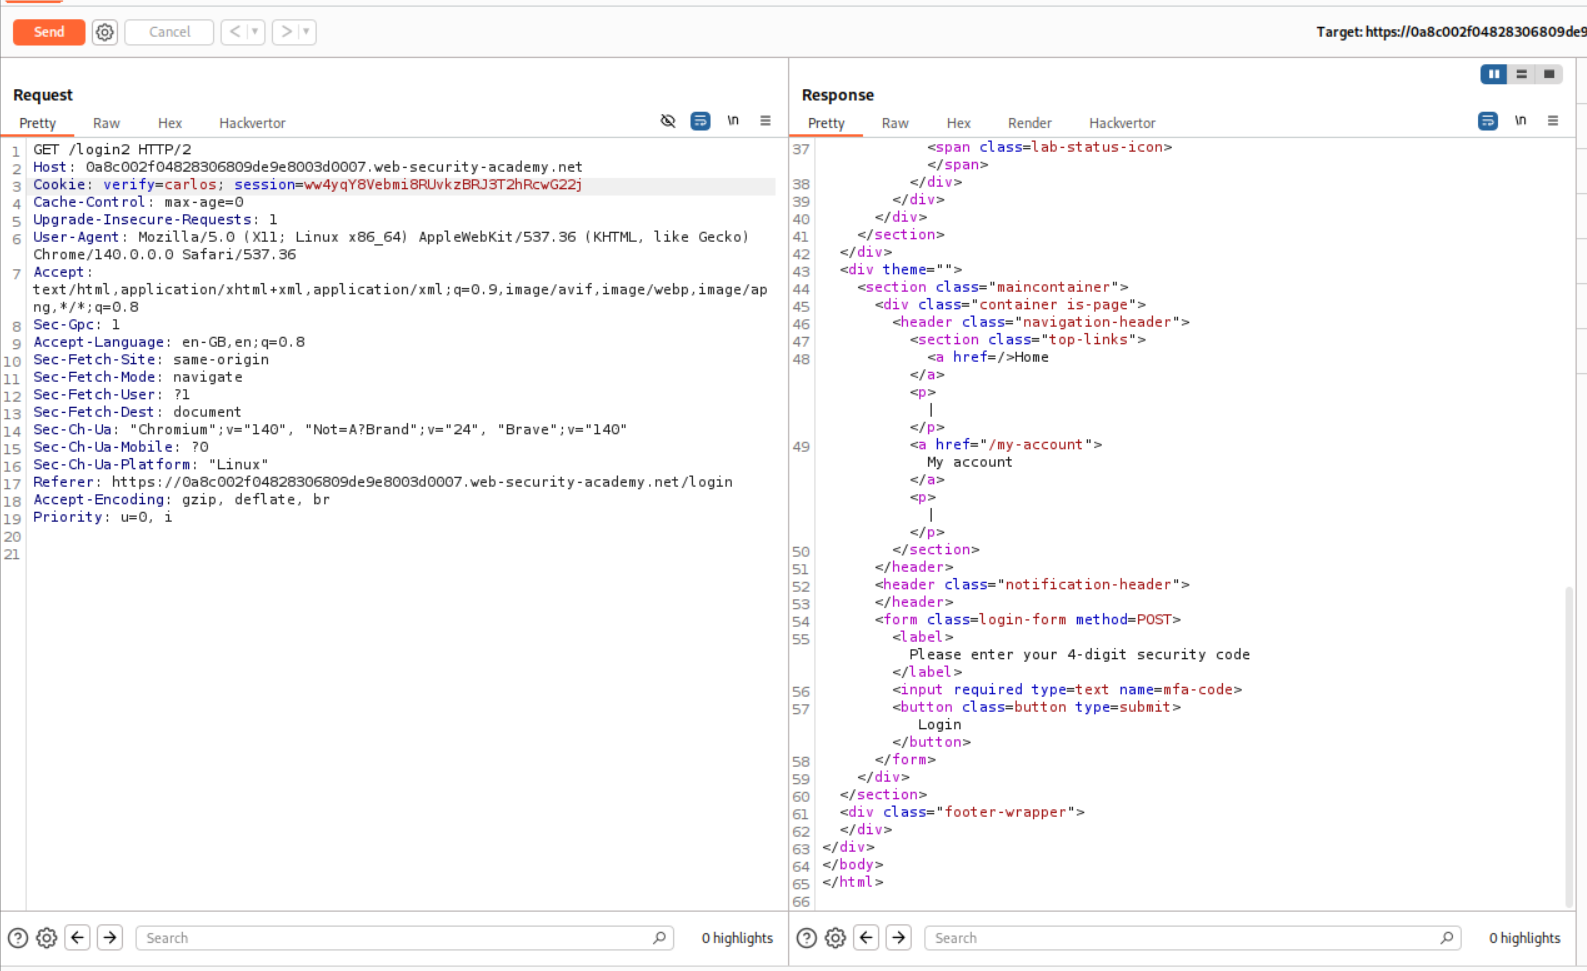 Send
Cancel
<
>
Target: https://0a8c002f04828306809de9
Request
Pretty
Raw
Hex
Hackvertor
\n
1 GET /login2 HTTP/2
2 Host: 0a8c002f04828306809de9e8003d0007.web-security-academy.net
3 Cookie: verify=carlos; session=ww4yqY8Vebmi8RUvkzBRJ3T2hRcwG22j
4 Cache-Control: max-age=0
5 Upgrade-Insecure-Requests: 1
6 User-Agent: Mozilla/5.0 (X11; Linux x86_64) AppleWebKit/537.36 (KHTML, like Gecko)
Chrome/140.0.0.0 Safari/537.36
7 Accept:
text/html,application/xhtml+xml,application/xml;q=0.9,image/avif,image/webp,image/ap
ng,*/*;q=0.8
8 Sec-Gpc: 1
9 Accept-Language: en-GB,en;q=0.8
10 Sec-Fetch-Site: same-origin
11 Sec-Fetch-Mode: navigate
12 Sec-Fetch-User: ?1
13 Sec-Fetch-Dest: document
14 Sec-Ch-Ua: "Chromium";v="140", "Not=A?Brand";v="24", "Brave";v="140"
15 Sec-Ch-Ua-Mobile: ?0
16 Sec-Ch-Ua-Platform: "Linux"
17 Referer: https://0a8c002f04828306809de9e8003d0007.web-security-academy.net/login
18 Accept-Encoding: gzip, deflate, br
19 Priority: u=0, i
20
21
Search
0 highlights
Response
Pretty
Raw
Hex
Render
Hackvertor
\n
37 <span class=lab-status-icon>
</span>
38 </div>
39 </div>
40 </div>
41 </section>
42 </div>
43 <div theme="">
44 <section class="maincontainer">
45 <div class="container is-page">
46 <header class="navigation-header">
47 <section class="top-links">
48 <a href=/>Home
</a>
<p>
|
</p>
49 <a href="/my-account">
My account
</a>
<p>
|
</p>
50 </section>
51 </header>
52 <header class="notification-header">
53 </header>
54 <form class=login-form method=POST>
55 <label>
Please enter your 4-digit security code
</label>
56 <input required type=text name=mfa-code>
57 <button class=button type=submit>
Login
</button>
58 </form>
59 </div>
60 </section>
61 <div class="footer-wrapper">
62 </div>
63 </div>
64 </body>
65 </html>
66
Search
0 highlights